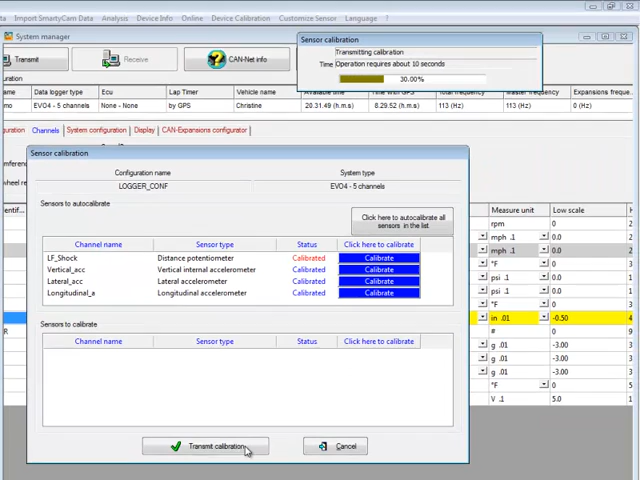 ta Import SmartyCam Data Analysis Device Info Online Device Calibration Customize Sensor Language ?
System manager
Transmit Receive CAN-Net info
Sensor calibration
Transmitting calibration
Time Operation requires about 10 seconds
30.00%
uration
Data logger type Ecu Lap Timer Vehicle name Available time Time with GPS Master frequency Expansions freque
mo EVO4 - 5 channels None - None by GPS Christine 20.31.49 (h.m.s) 8.29.52 (h.m.s) 113 (Hz) 113 (Hz) 0 (Hz)
guration Channels System configuration Display CAN-Expansions configurator
umfere
wheel re
Sensor calibration
Configuration name System type
LOGGER_CONF EVO4 - 5 channels
Sensors to autocalibrate
Click here to autocalibrate all sensors in the list
Channel name Sensor type Status Click here to calibrate
LF_Shock Distance potentiometer Calibrated Calibrate
Vertical_acc Vertical internal accelerometer Calibrated Calibrate
Lateral_acc Lateral accelerometer Calibrated Calibrate
Longitudinal_a Longitudinal accelerometer Calibrated Calibrate
Sensors to calibrate
Channel name Sensor type Status Click here to calibrate
Transmit calibration Cancel
entif...
R
Measure unit Low scale H
rpm 0
mph .1 0.0
mph .1 0.0
°F 0
psi .1 0.0
psi .1 0.0
°F 0
in .01 -0.50 4
# 0
g .01 -3.00
g .01 -3.00
g .01 -3.00
°F 0
V .1 5.0